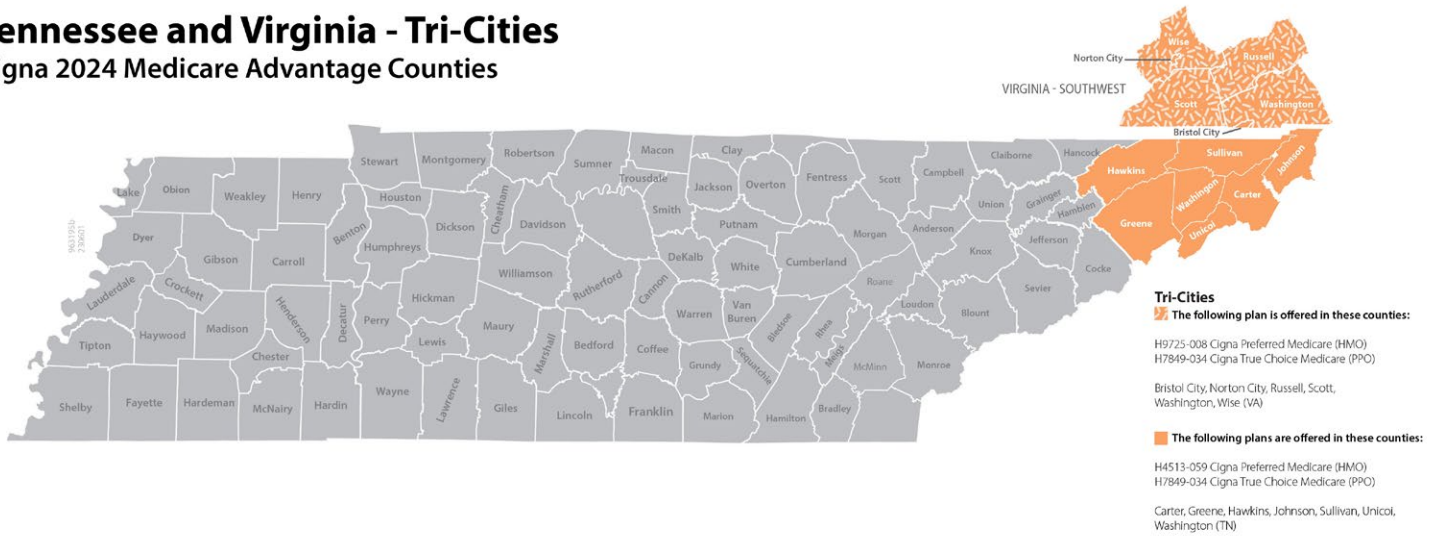 ennessee and Virginia - Tri-Cities
igna 2024 Medicare Advantage Counties
Wise
Norton City
Russell
VIRGINIA - SOUTHWEST
Scott
Washington
Bristol City
Stewart
Montgomery
Robertson
Sumner
Macon
Clay
Claiborne
Hancock
Sullivan
Johnson
Lake
Obion
Weakley
Henry
Houston
Cheatham
Trousdale
Jackson
Overton
Fentress
Scott
Campbell
Hawkins
Washingon
Carter
Dickson
Davidson
Smith
Putnam
Morgan
Anderson
Union
Grainger
Hamblen
Greene
Unicoi
963195b
230601
Dyer
Gibson
Carroll
Benton
Humphreys
Williamson
Rutherford
Cannon
DeKalb
White
Cumberland
Roane
Knox
Jefferson
Cocke
Lauderdale
Crockett
Henderson
Decatur
Perry
Hickman
Maury
Warren
Van
Buren
Bledsoe
Rhea
Meigs
Loudon
Blount
Sevier
Tipton
Haywood
Madison
Chester
Lewis
Marshall
Bedford
Coffee
Grundy
Sequatchie
McMinn
Monroe
Shelby
Fayette
Hardeman
McNairy
Hardin
Wayne
Lawrence
Giles
Lincoln
Franklin
Marion
Hamilton
Bradley
Tri-Cities
The following plan is offered in these counties:
H9725-008 Cigna Preferred Medicare (HMO)
H7849-034 Cigna True Choice Medicare (PPO)
Bristol City, Norton City, Russell, Scott,
Washington, Wise (VA)
The following plans are offered in these counties:
H4513-059 Cigna Preferred Medicare (HMO)
H7849-034 Cigna True Choice Medicare (PPO)
Carter, Greene, Hawkins, Johnson, Sullivan, Unicoi,
Washington (TN)